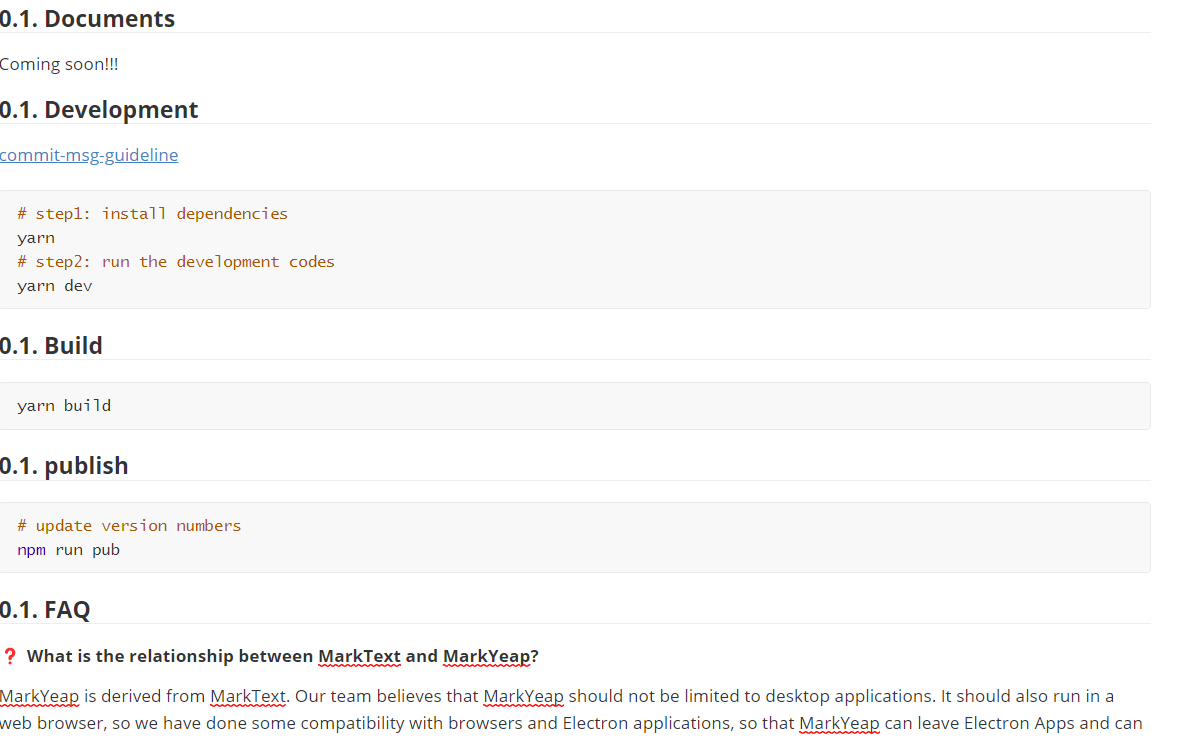 0.1. Documents
Coming soon!!!
0.1. Development
commit-msg-guideline
# step1: install dependencies
yarn
# step2: run the development codes
yarn dev
0.1. Build
yarn build
0.1. publish
# update version numbers
npm run pub
0.1. FAQ
❓ What is the relationship between MarkText and MarkYeap?
MarkYeap is derived from MarkText. Our team believes that MarkYeap should not be limited to desktop applications. It should also run in a
web browser, so we have done some compatibility with browsers and Electron applications, so that MarkYeap can leave Electron Apps and can